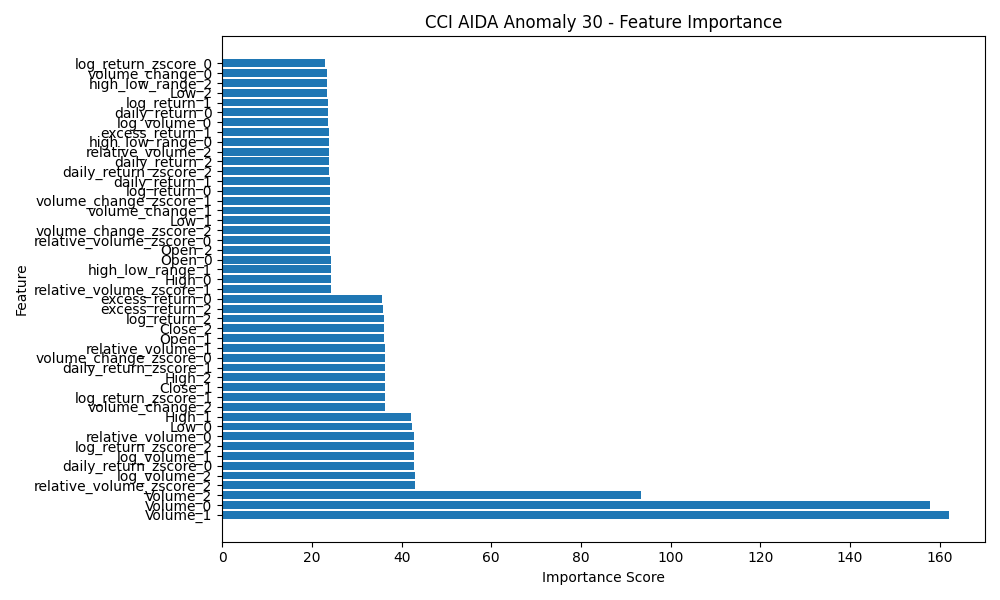 CCI AIDA Anomaly 30 - Feature Importance
log_return_zscore_0
volume_change_0
high_low_range_2
Low_2
log_return_1
daily_return_0
log_volume_0
excess_return_1
high_low_range_0
relative_volume_2
daily_return_2
daily_return_zscore_2
daily_return_1
log_return_0
volume_change_zscore_1
volume_change_1
Low_1
volume_change_zscore_2
relative_volume_zscore_0
Open_2
Open_0
high_low_range_1
High_0
relative_volume_zscore_1
excess_return_0
excess_return_2
log_return_2
Close_2
Open_1
relative_volume_1
volume_change_zscore_0
daily_return_zscore_1
High_2
Close_1
log_return_zscore_1
volume_change_2
High_1
Low_0
relative_volume_0
log_return_zscore_2
log_volume_1
daily_return_zscore_0
log_volume_2
relative_volume_zscore_2
Volume_2
Volume_0
Volume_1
Feature
0 20 40 60 80 100 120 140 160
Importance Score